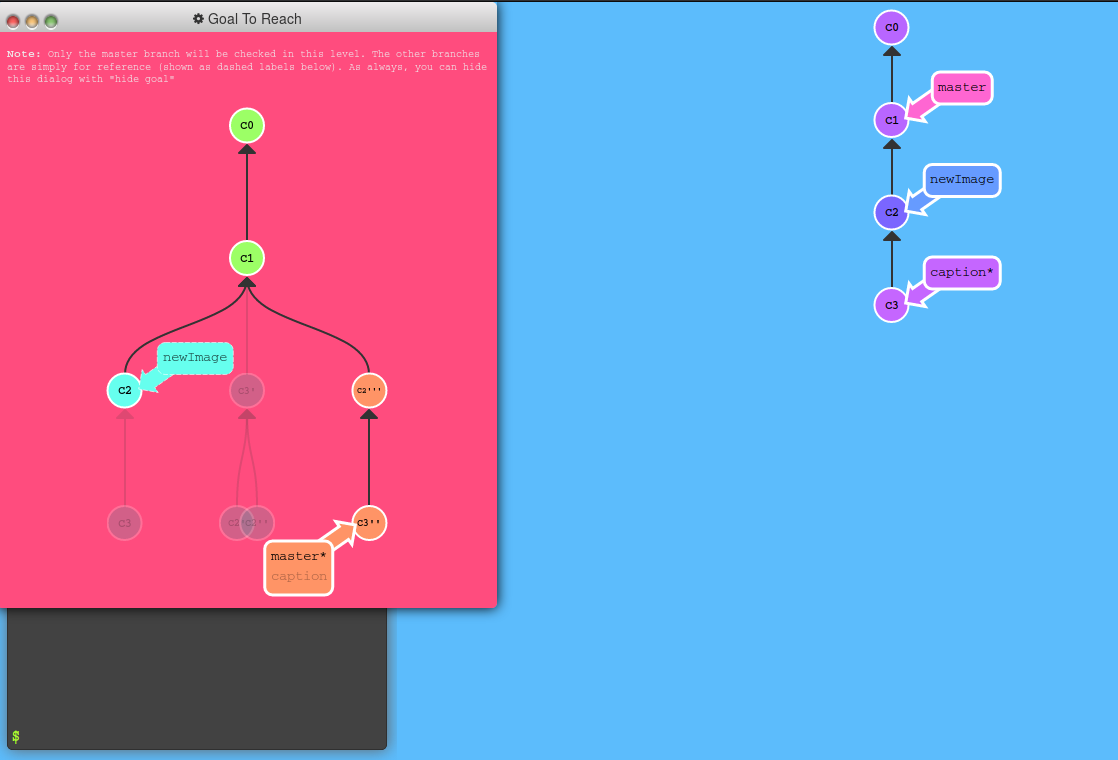 Goal To Reach
Note: Only the master branch will be checked in this level. The other branches
are simply for reference (shown as dashed labels below). As always, you can hide
this dialog with *hide goal*
C0
C1
newImage
C2
C3'
C2'''
C3
C2'
C2''
C3''
master*
caption
$
C0
master
C1
newImage
C2
caption*
C3